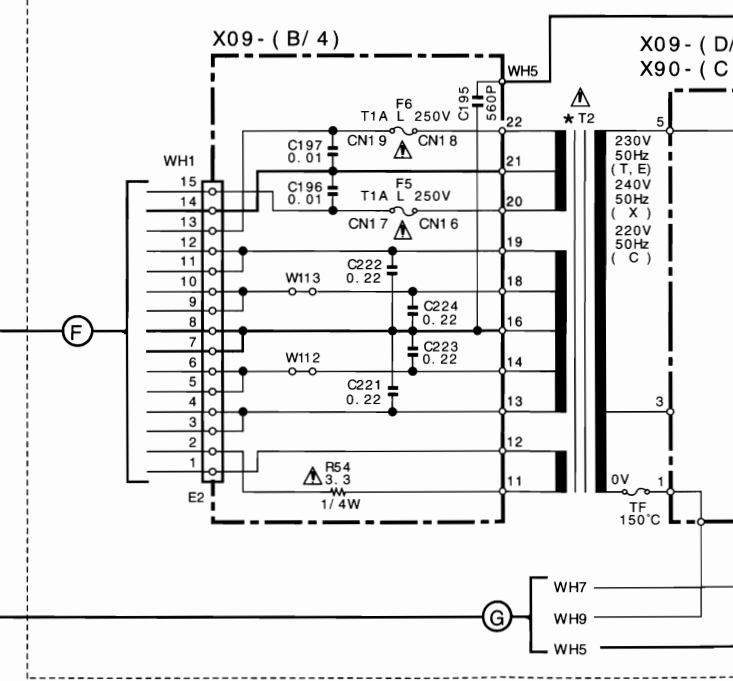 X09-(B/4)
X09-(D/
X90-(C
WH5
C195
560P
F6
T1A L 250V
CN19
CN18
C197
0.01
C196
0.01
F5
T1A L 250V
CN17
CN16
WH1
15
14
13
12
11
10
9
8
7
6
5
4
3
2
1
E2
C222
0.22
W113
C224
0.22
C223
0.22
W112
C221
0.22
R54
3.3
1/4W
22
21
20
19
18
16
14
13
12
11
* T2
230V
50Hz
(T,E)
240V
50Hz
(X)
220V
50Hz
(C)
5
3
0V
1
TF
150°C
F
G
WH7
WH9
WH5